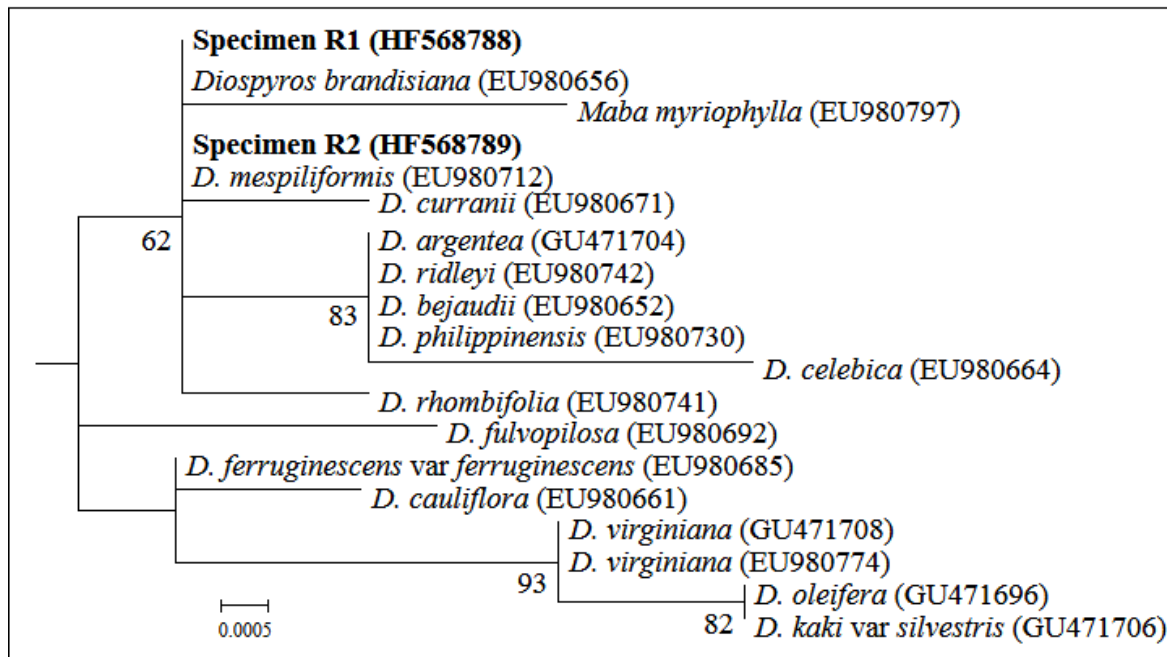 Specimen R1 (HF568788)
Diospyros brandisiana (EU980656)
Maba myriophylla (EU980797)
Specimen R2 (HF568789)
D. mespiliformis (EU980712)
D. curranii (EU980671)
62
D. argentea (GU471704)
D. ridleyi (EU980742)
D. bejaudii (EU980652)
83
D. philippinensis (EU980730)
D. celebica (EU980664)
D. rhombifolia (EU980741)
D. fulvopilosa (EU980692)
D. ferruginescens var ferruginescens (EU980685)
D. cauliflora (EU980661)
D. virginiana (GU471708)
D. virginiana (EU980774)
93
D. oleifera (GU471696)
82
D. kaki var silvestris (GU471706)
0.0005